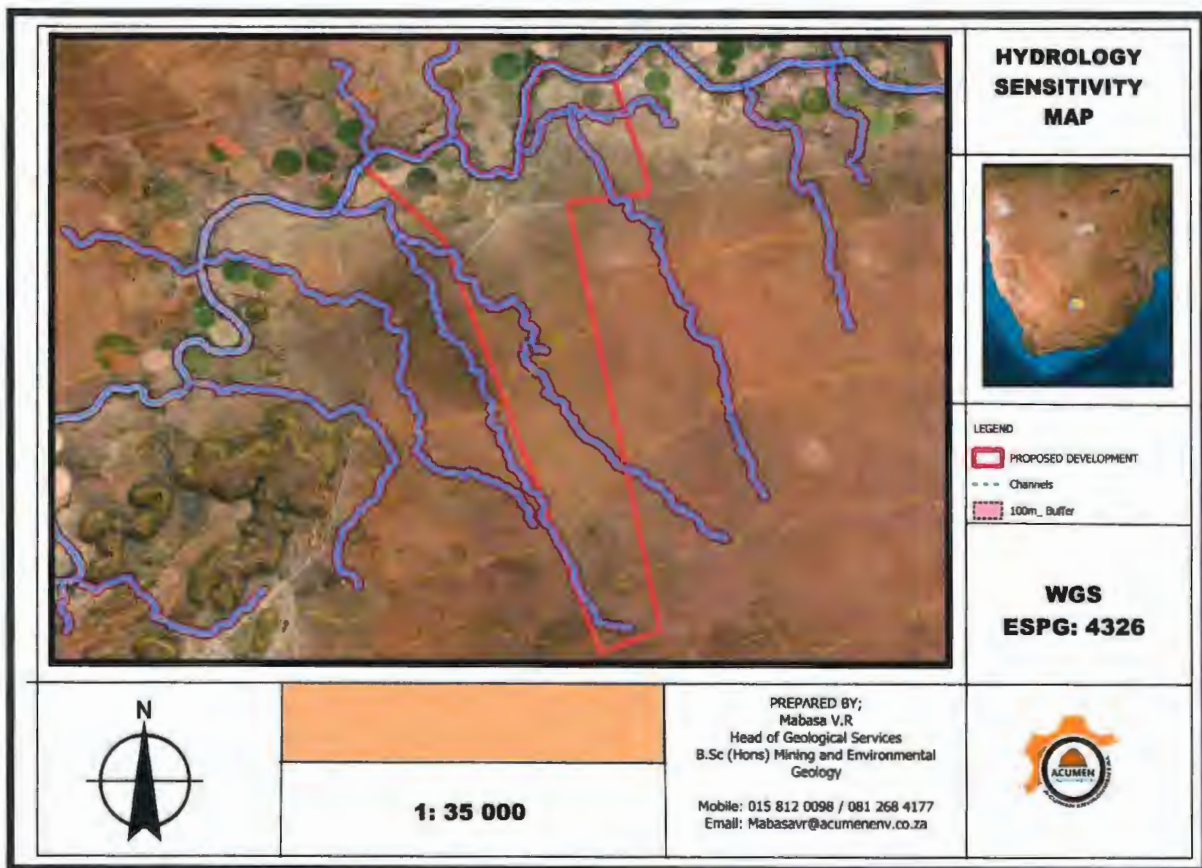 HYDROLOGY
SENSITIVITY
MAP
LEGEND
PROPOSED DEVELOPMENT
Channels
100m_ Buffer
WGS
ESPG: 4326
N
1: 35 000
PREPARED BY;
Mabasa V.R
Head of Geological Services
B.Sc (Hons) Mining and Environmental
Geology
Mobile: 015 812 0098 / 081 268 4177
Email: Mabasavr@acumenenv.co.za
ACUMEN